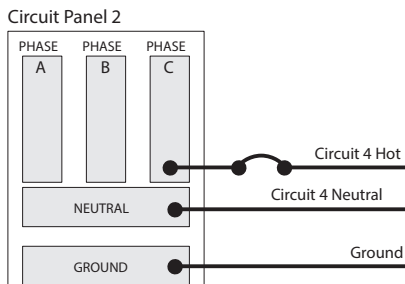 Circuit Panel 2
PHASE PHASE PHASE
A B C
Circuit 4 Hot
Circuit 4 Neutral
NEUTRAL
Ground
GROUND